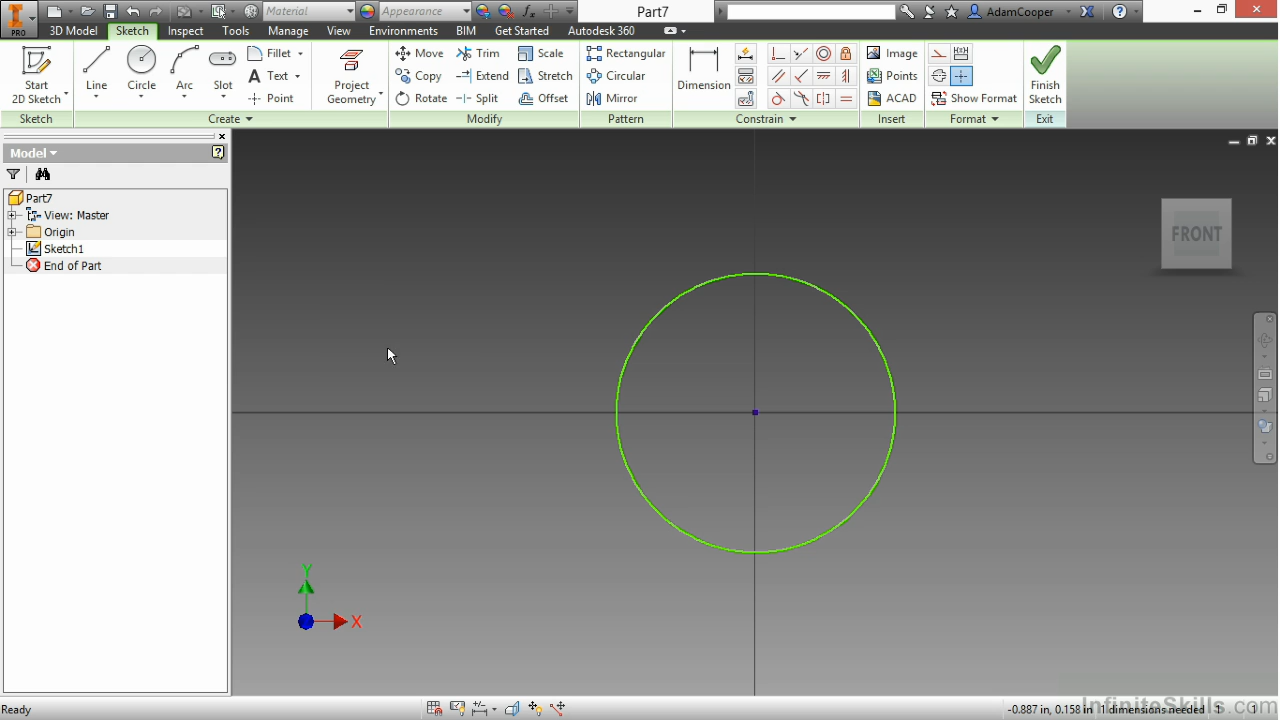 PRO
Material
Appearance
Part7
AdamCooper
3D Model Sketch Inspect Tools Manage View Environments BIM Get Started Autodesk 360
Start
2D Sketch
Line
Circle
Arc
Slot
Fillet
Text
Point
Project
Geometry
Move
Copy
Rotate
Trim
Extend
Split
Scale
Stretch
Offset
Rectangular
Circular
Mirror
Dimension
Image
Points
ACAD
Show Format
Finish
Sketch
Sketch Create Modify Pattern Constrain Insert Format Exit
Model
Part7
View: Master
Origin
Sketch1
End of Part
FRONT
Y
X
Ready
-0.887 in, 0.158 in 1 dimensions needed 1 1
InfiniteSkills.com